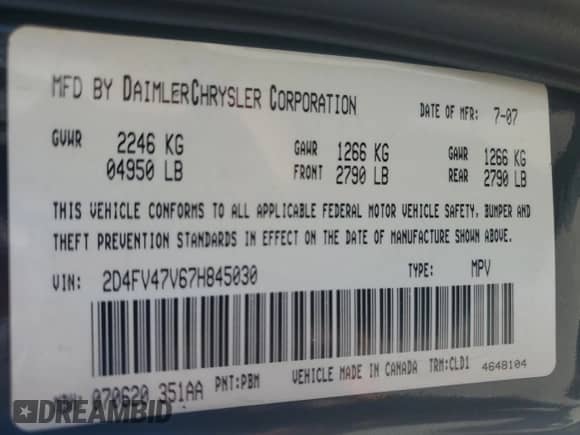 MFD BY DAIMLERCHRYSLER CORPORATION
DATE OF MFR: 7-07
GVWR 2246 KG
04950 LB
GAWR 1266 KG
FRONT 2790 LB
GAWR 1266 KG
REAR 2790 LB
THIS VEHICLE CONFORMS TO ALL APPLICABLE FEDERAL MOTOR VEHICLE SAFETY, BUMPER AND
THEFT PREVENTION STANDARDS IN EFFECT ON THE DATE OF MANUFACTURE SHOWN ABOVE.
VIN: 2D4FV47V67H845030 TYPE: MPV
070620 351AA PNT:PBM VEHICLE MADE IN CANADA TRM:CLD1 4648104
DREAMBID